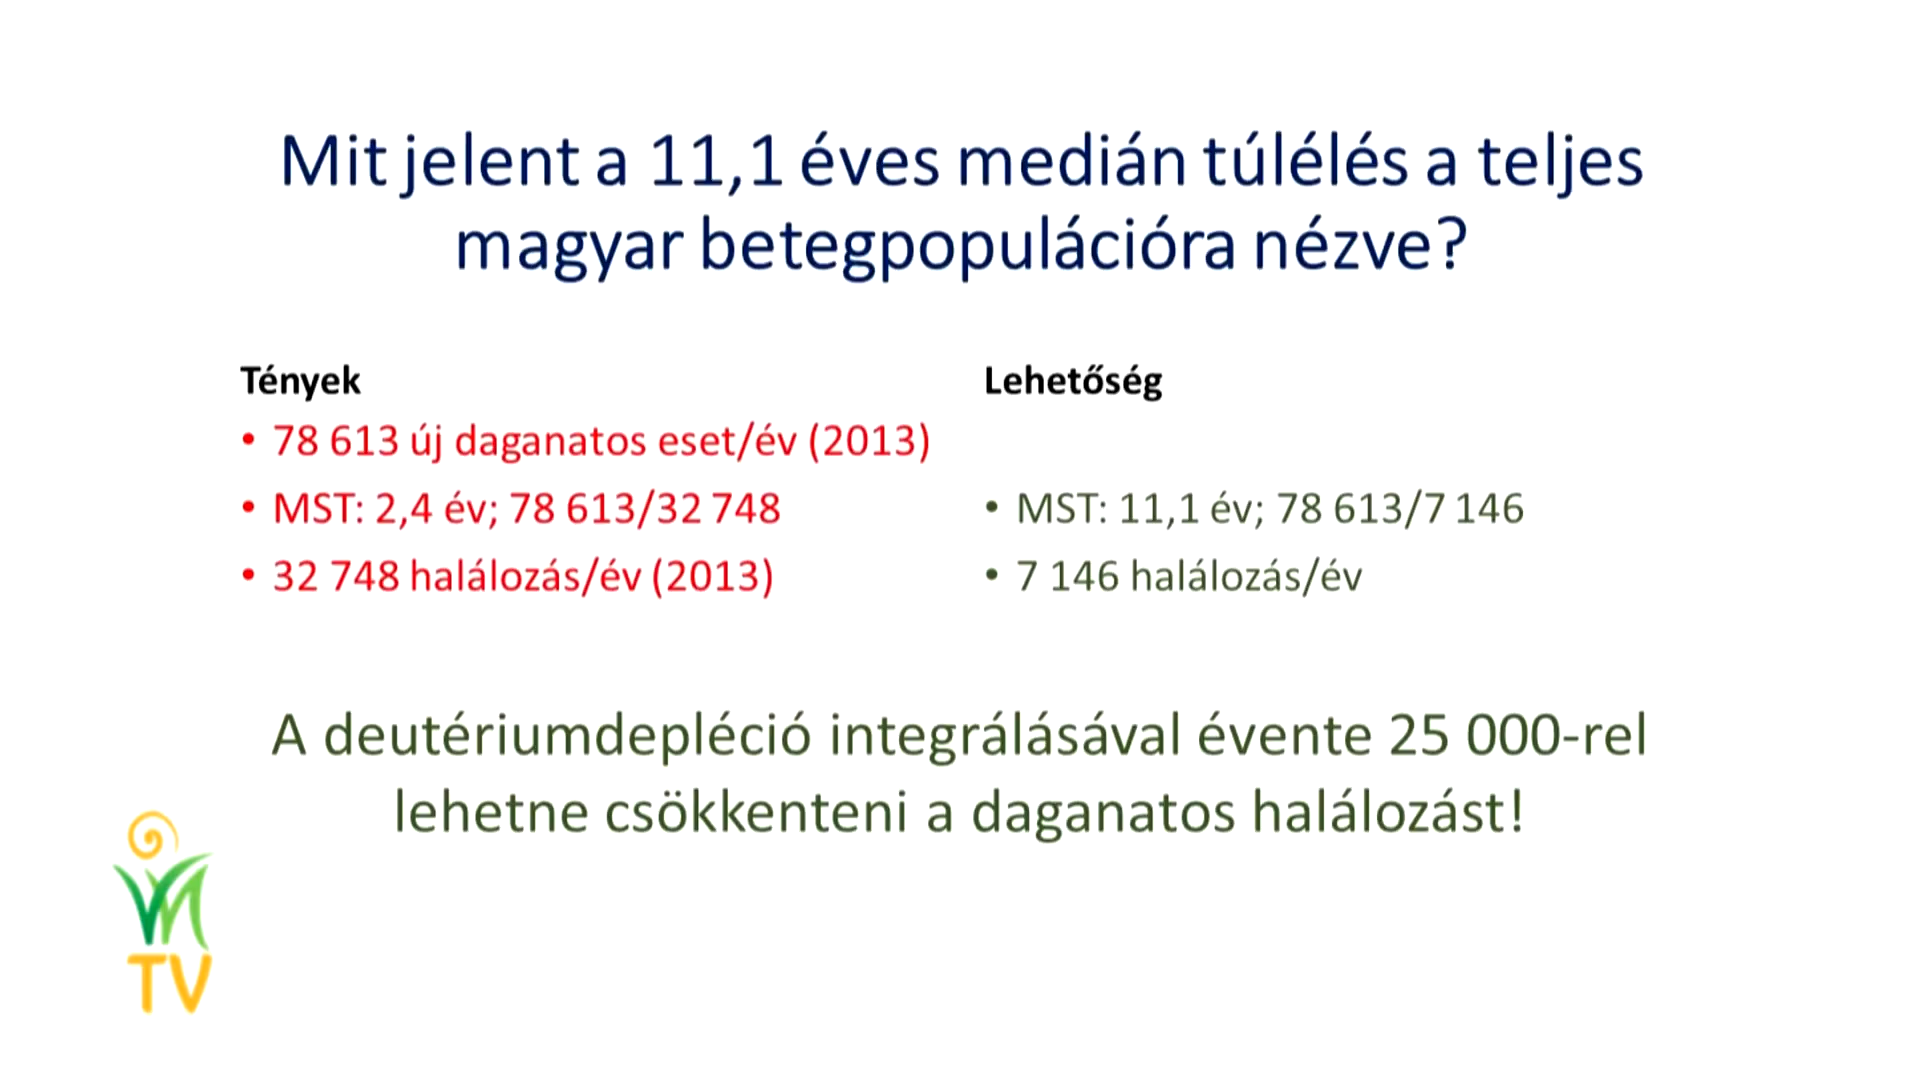 Mit jelent a 11,1 éves medián túlélés a teljes
magyar betegpopulációra nézve?
Tények
• 78 613 új daganatos eset/év (2013)
• MST: 2,4 év; 78 613/32 748
• 32 748 halálozás/év (2013)
Lehetőség
• MST: 11,1 év; 78 613/7 146
• 7 146 halálozás/év
A deutériumdepléció integrálásával évente 25 000-rel
lehetne csökkenteni a daganatos halálozást!
TV